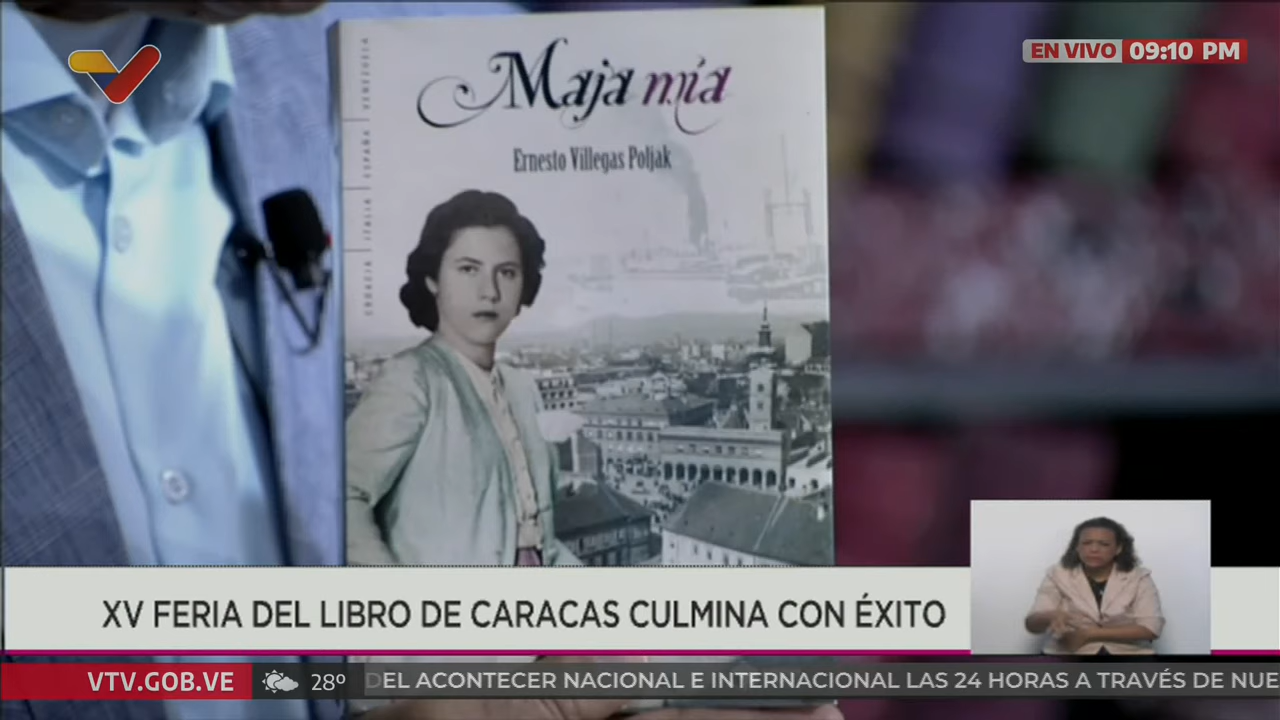 EN VIVO 09:10 PM
Maja mía
Ernesto Villegas Poljak
CROACIA | ITALIA | ESPAÑA | VENEZUELA
XV FERIA DEL LIBRO DE CARACAS CULMINA CON ÉXITO
VTV.GOB.VE 28º DEL ACONTECER NACIONAL E INTERNACIONAL LAS 24 HORAS A TRAVÉS DE NUE